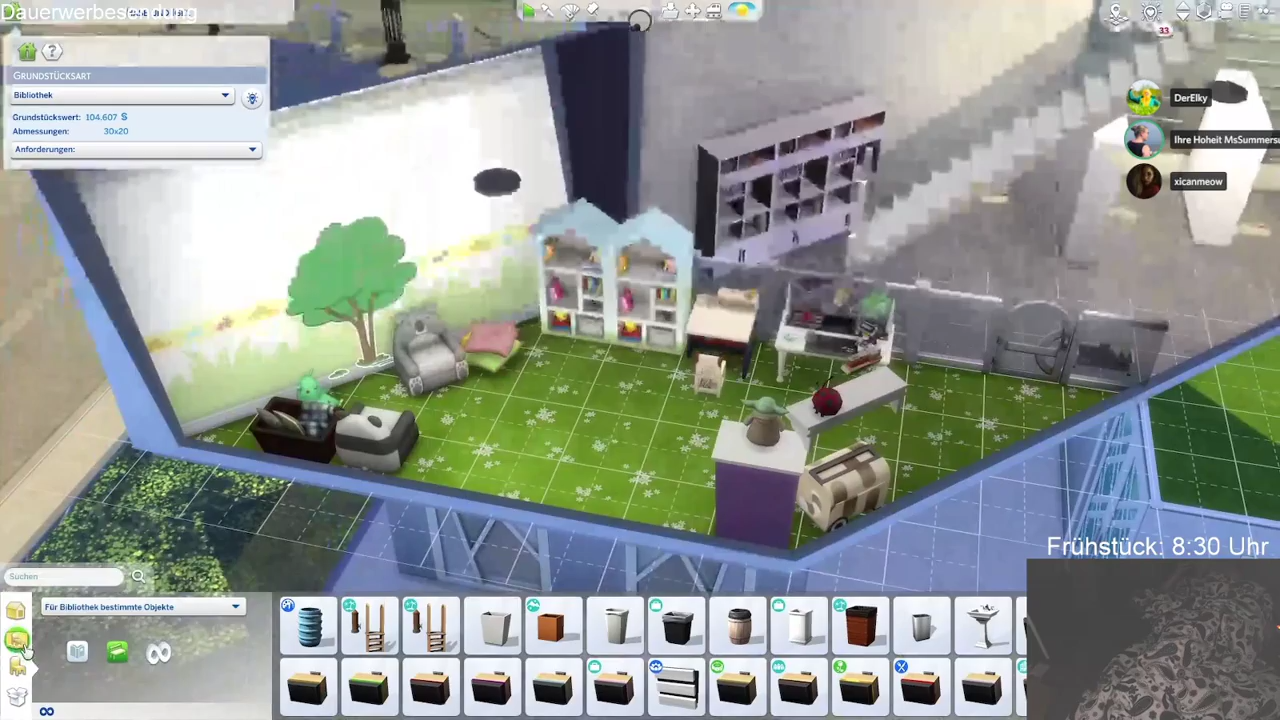 Dauerwerbesendung
33
GRUNDSTÜCKSART
Bibliothek
Grundstückswert: 104.607 S
Abmessungen: 30x20
Anforderungen:
DerElky
Ihre Hoheit MsSummers
xicanmeow
Frühstück: 8:30 Uhr
Suchen
Für Bibliothek bestimmte Objekte